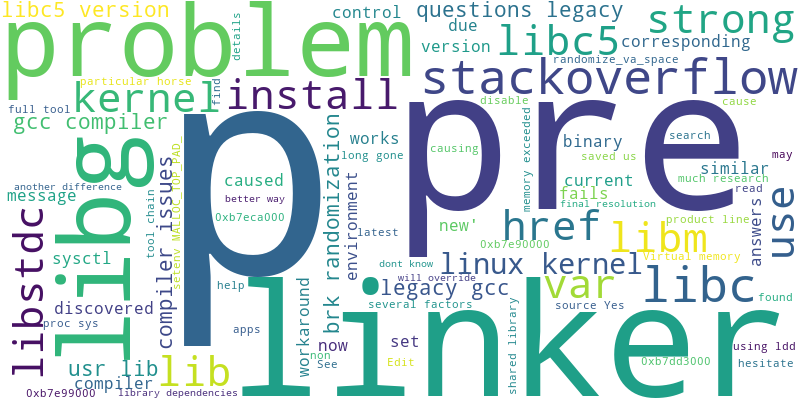 libc5 version
problem
details
control
questions legacy
due
version
libc5
strong
corresponding
randomize_va_space
particular horse
kernel
find
install
stackoverflow
full tool
gcc compiler
libg
p
pre
disable
cause
causing
memory exceeded
binary
search
saved us
works
long gone
brk randomization
may
similar
much research
another difference
message
tool chain
setenv MALLOC_TOP_PAD_
compiler issues
caused
better way
0xb7eca000
environment
current
fails
final resolution
read
answers
use
product line
new'
href
libm
0xb7e90000
Virtual memory
latest
dont know
linux kernel
will override
legacy gcc
var
libc
source Yes
found
libstdc
sysctl
discovered
proc sys
help
apps
workaround
several factors
set
now
non
See
Edit
shared library
linker
using ldd
0xb7dd3000
hesitate
usr lib
compiler
lib
0xb7e99000
library dependencies